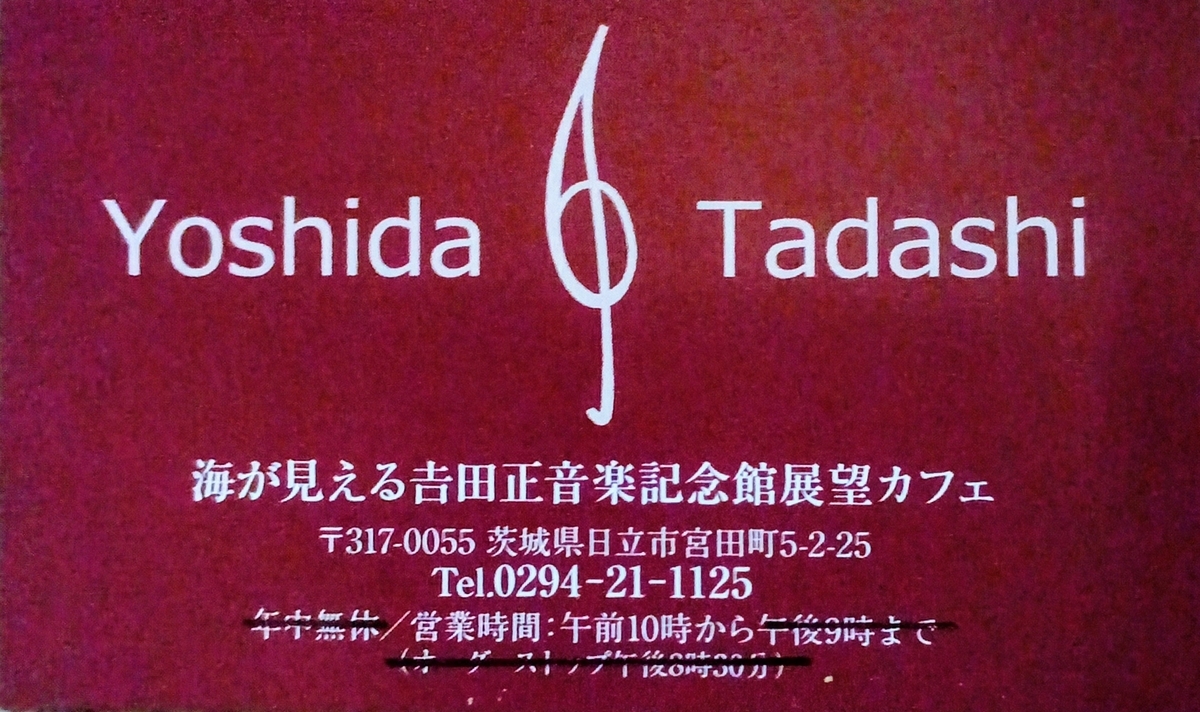 Yoshida Tadashi
海が見える𠮷田正音楽記念館展望カフェ
〒317-0055 茨城県日立市宮田町5-2-25
Tel.0294-21-1125
年中無休／営業時間：午前10時から午後9時まで
（オーダーストップ午後8時30分）